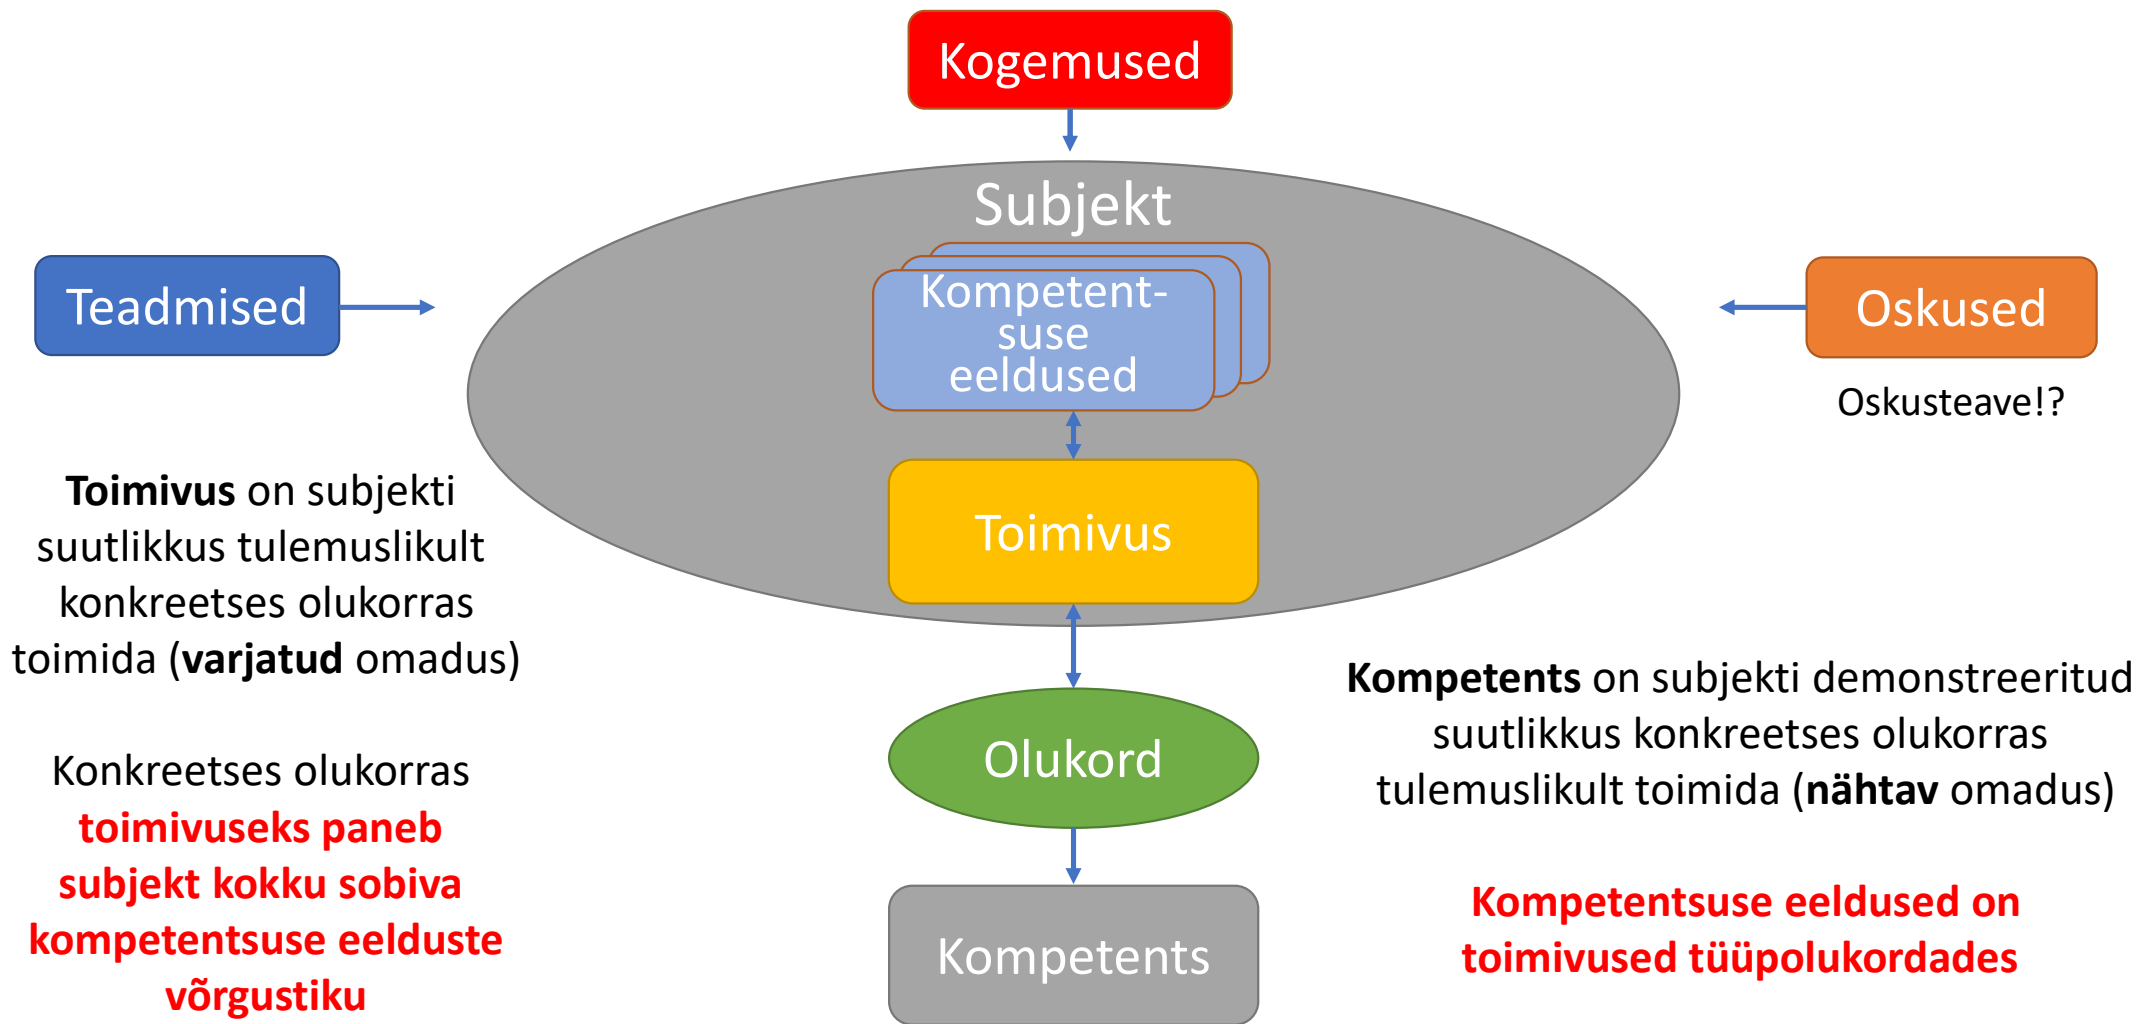 Kogemused
Subjekt
Teadmised
Kompetent-
suse
eeldused
Oskused
Oskusteave!?
Toimivus
Toimivus on subjekti
suutlikkus tulemuslikult
konkreetses olukorras
toimida (varjatud omadus)
Konkreetses olukorras
toimivuseks paneb
subjekt kokku sobiva
kompetentsuse eelduste
võrgustiku
Olukord
Kompetents
Kompetents on subjekti demonstreeritud
suutlikkus konkreetses olukorras
tulemuslikult toimida (nähtav omadus)
Kompetentsuse eeldused on
toimivused tüüpolukordades